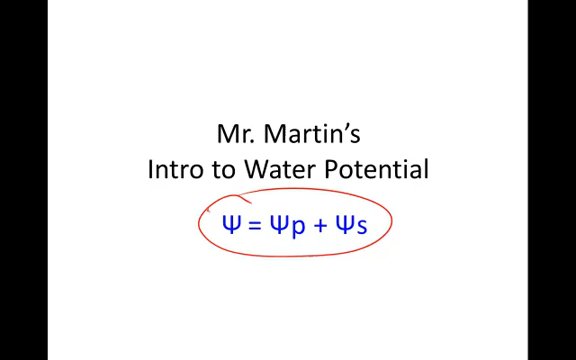 Mr. Martin’s
Intro to Water Potential
Ψ = Ψp + Ψs